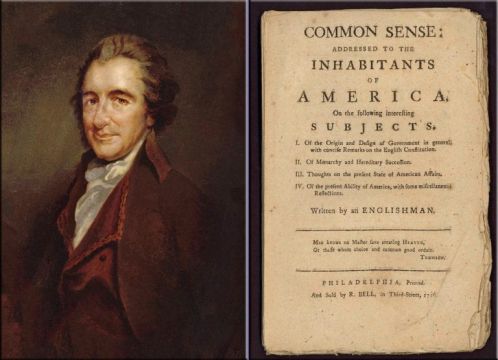 COMMON SENSE:
ADDRESSED TO THE
INHABITANTS
OF
AMERICA,
On the following interesting
SUBJECTS.
I. Of the Origin and Design of Government in general,
with concise Remarks on the English Constitution.
II. Of Monarchy and Hereditary Succession.
III. Thoughts on the present State of American Affairs.
IV. Of the present Ability of America, with some miscellaneous
Reflections.
Written by an ENGLISHMAN.
Man knows no Master save creating HEAVEN,
Or those whom choice and common good ordain.
THOMSON.
PHILADELPHIA, Printed.
And Sold by R. BELL, in Third-Street, 1776.